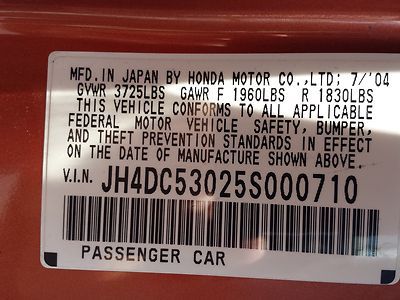 MFD.IN JAPAN BY HONDA MOTOR CO.,LTD; 7/'04
GVWR 3725LBS GAWR F 1960LBS R 1830LBS
THIS VEHICLE CONFORMS TO ALL APPLICABLE
FEDERAL MOTOR VEHICLE SAFETY, BUMPER,
AND THEFT PREVENTION STANDARDS IN EFFECT
ON THE DATE OF MANUFACTURE SHOWN ABOVE.
V.I.N. JH4DC53025S000710
PASSENGER CAR